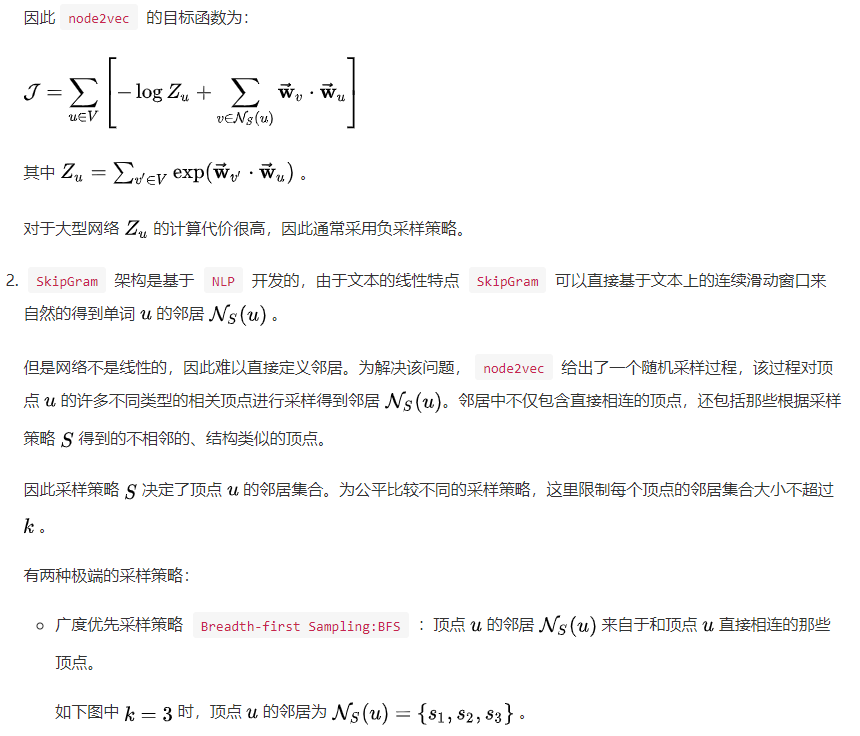 因此 node2vec 的目标函数为：
$\mathcal{J} = \sum_{u \in V} \left[ -\log Z_u + \sum_{v \in \mathcal{N}_S(u)} \vec{\mathbf{w}}_v \cdot \vec{\mathbf{w}}_u \right]$
其中 $Z_u = \sum_{v' \in V} \exp(\vec{\mathbf{w}}_{v'} \cdot \vec{\mathbf{w}}_u)$ 。
对于大型网络 $Z_u$ 的计算代价很高，因此通常采用负采样策略。
2. SkipGram 架构是基于 NLP 开发的，由于文本的线性特点 SkipGram 可以直接基于文本上的连续滑动窗口来
自然的得到单词 $u$ 的邻居 $\mathcal{N}_S(u)$ 。
但是网络不是线性的，因此难以直接定义邻居。为解决该问题， node2vec 给出了一个随机采样过程，该过程对顶
点 $u$ 的许多不同类型的相关顶点进行采样得到邻居 $\mathcal{N}_S(u)$。邻居中不仅包含直接相连的顶点，还包括那些根据采样
策略 $S$ 得到的不相邻的、结构类似的顶点。
因此采样策略 $S$ 决定了顶点 $u$ 的邻居集合。为公平比较不同的采样策略，这里限制每个顶点的邻居集合大小不超过
$k$ 。
有两种极端的采样策略：
○ 广度优先采样策略 Breadth-first Sampling:BFS ：顶点 $u$ 的邻居 $\mathcal{N}_S(u)$ 来自于和顶点 $u$ 直接相连的那些
顶点。
如下图中 $k = 3$ 时，顶点 $u$ 的邻居为 $\mathcal{N}_S(u) = \{s_1, s_2, s_3\}$ 。